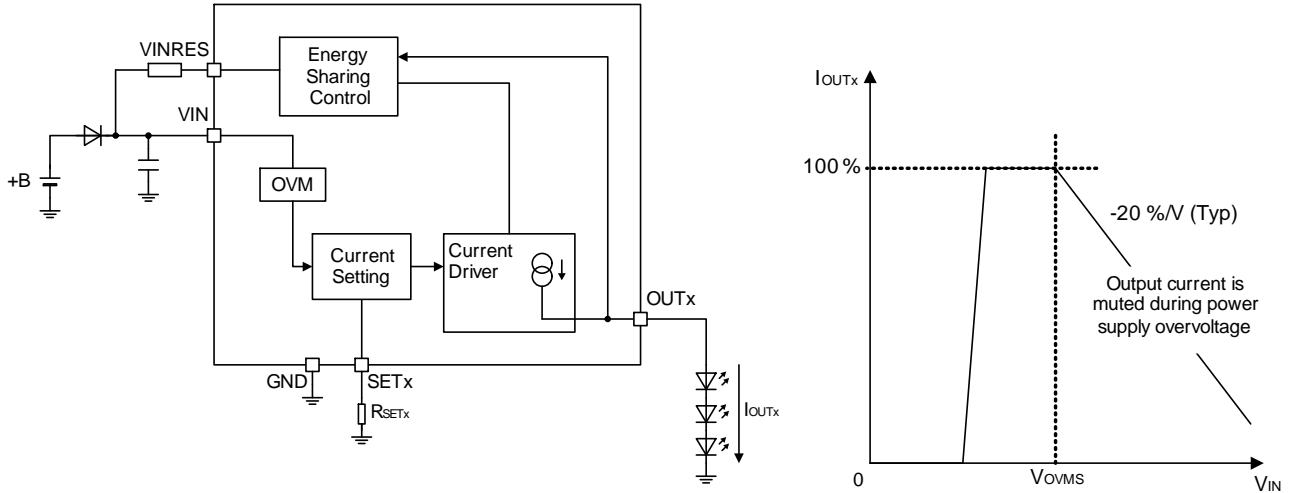 VINRES
Energy
Sharing
Control
VIN
+B
OVM
Current
Setting
Current
Driver
OUTx
GND
SETx
RSETx
IOUTx
IOUTx
100 %
-20 %/V (Typ)
Output current is
muted during power
supply overvoltage
0
VOVMS
VIN